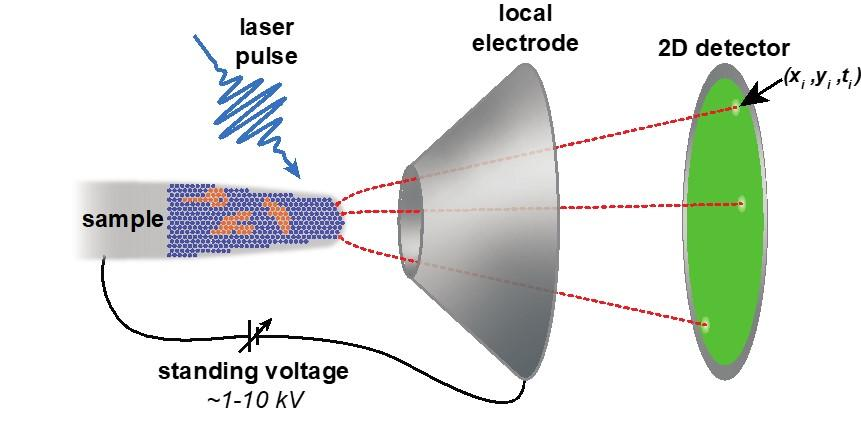 laser
pulse
local
electrode
2D detector
(xi ,yi ,ti)
sample
standing voltage
~1-10 kV